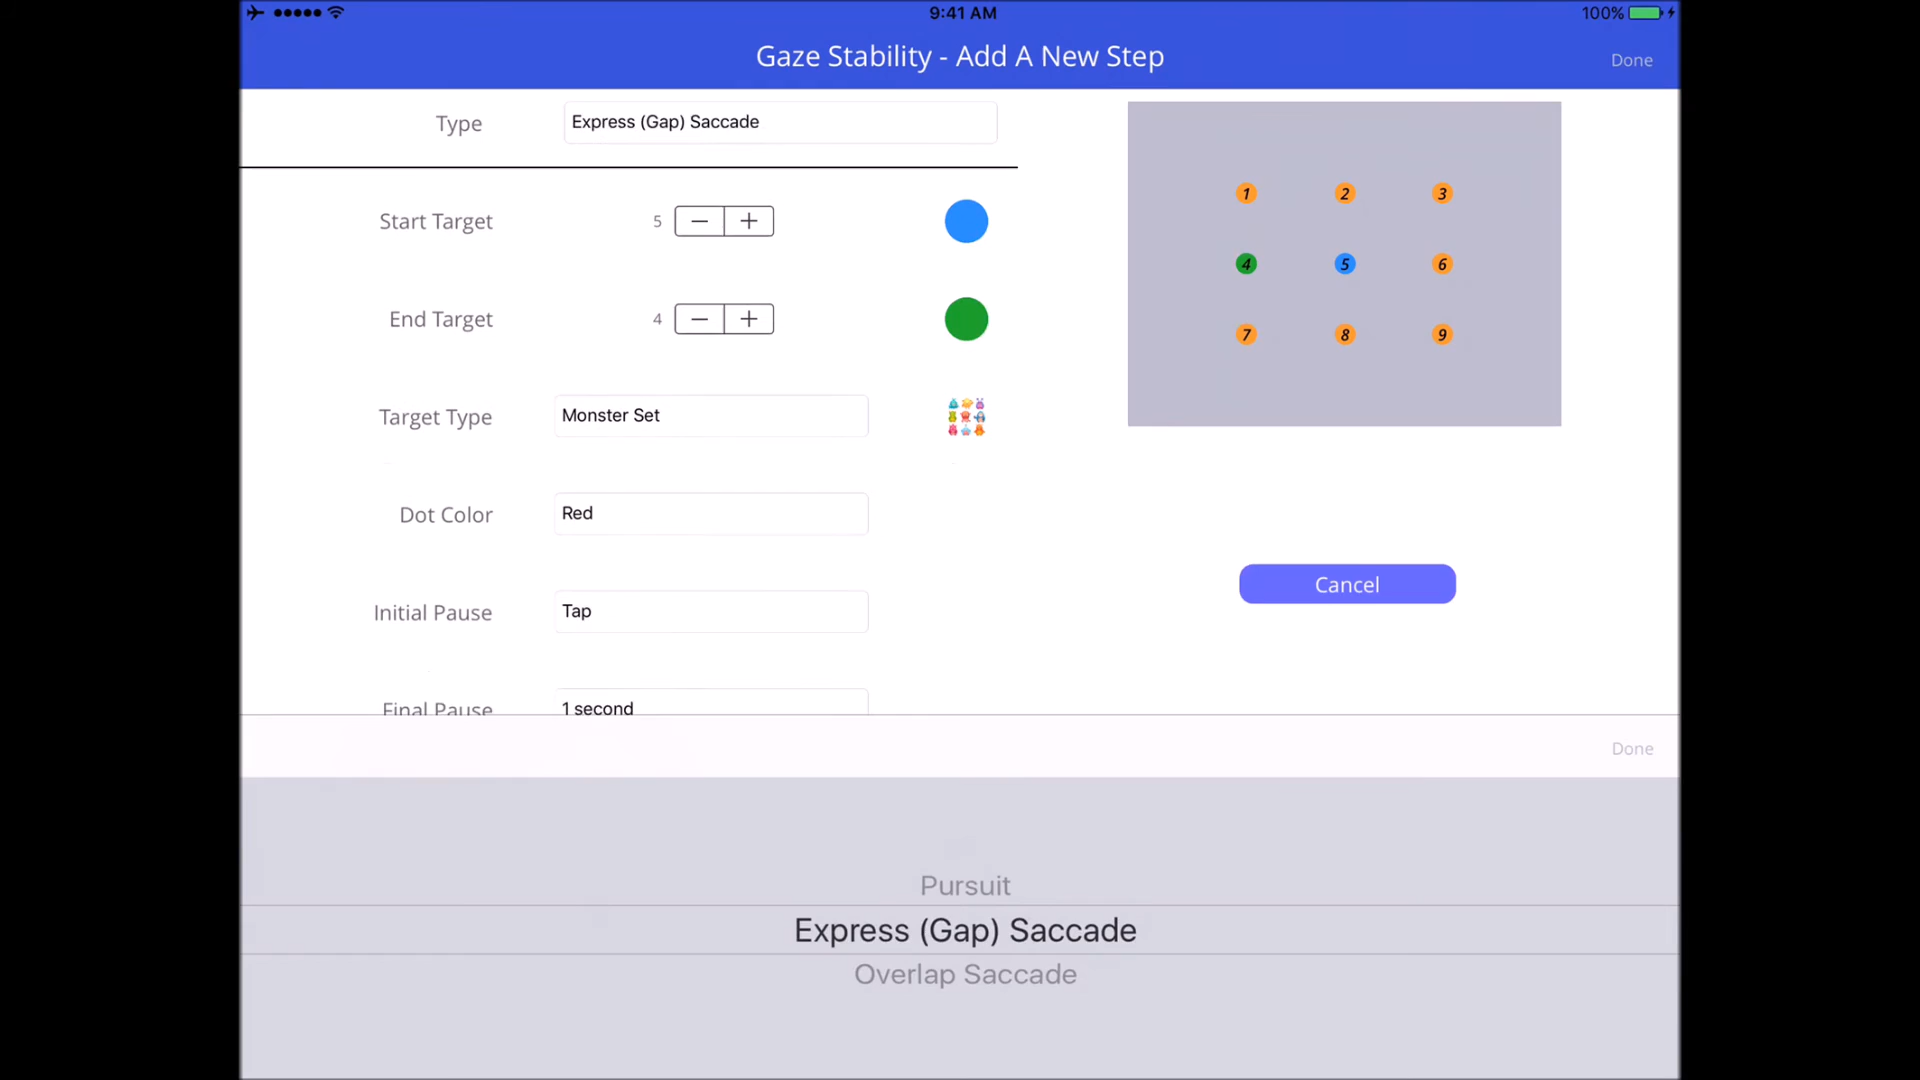 9:41 AM
100%
Gaze Stability - Add A New Step
Done
Type
Express (Gap) Saccade
Start Target
5
− +
End Target
4
− +
Target Type
Monster Set
Dot Color
Red
Initial Pause
Tap
Final Pause
1 second
1 2 3
4 5 6
7 8 9
Cancel
Done
Pursuit
Express (Gap) Saccade
Overlap Saccade